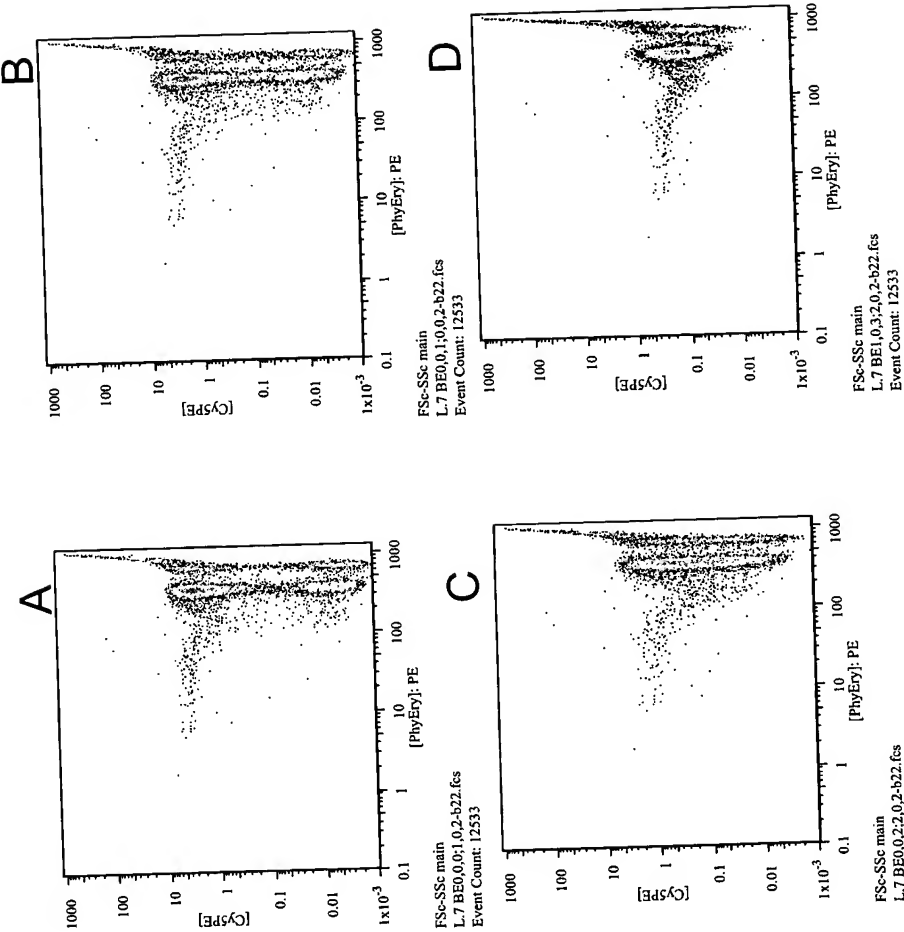 A
1000
100
10
1
0.1
0.01
1x10-3
[Cy5PE]
0.1 1 10 100 1000
[PhyEry]: PE
FSc-SSc main
L.7 BE0,0,0;1,0,2-b22.fcs
Event Count: 12533
B
1000
100
10
1
0.1
0.01
1x10-3
[Cy5PE]
0.1 1 10 100 1000
[PhyEry]: PE
FSc-SSc main
L.7 BE0,0,1;0,0,2-b22.fcs
Event Count: 12533
C
1000
100
10
1
0.1
0.01
1x10-3
[Cy5PE]
0.1 1 10 100 1000
[PhyEry]: PE
FSc-SSc main
L.7 BE0,0,2;2,0,2-b22.fcs
D
1000
100
10
1
0.1
0.01
1x10-3
[Cy5PE]
0.1 1 10 100 1000
[PhyEry]: PE
FSc-SSc main
L.7 BE1,0,3;2,0,2-b22.fcs
Event Count: 12533